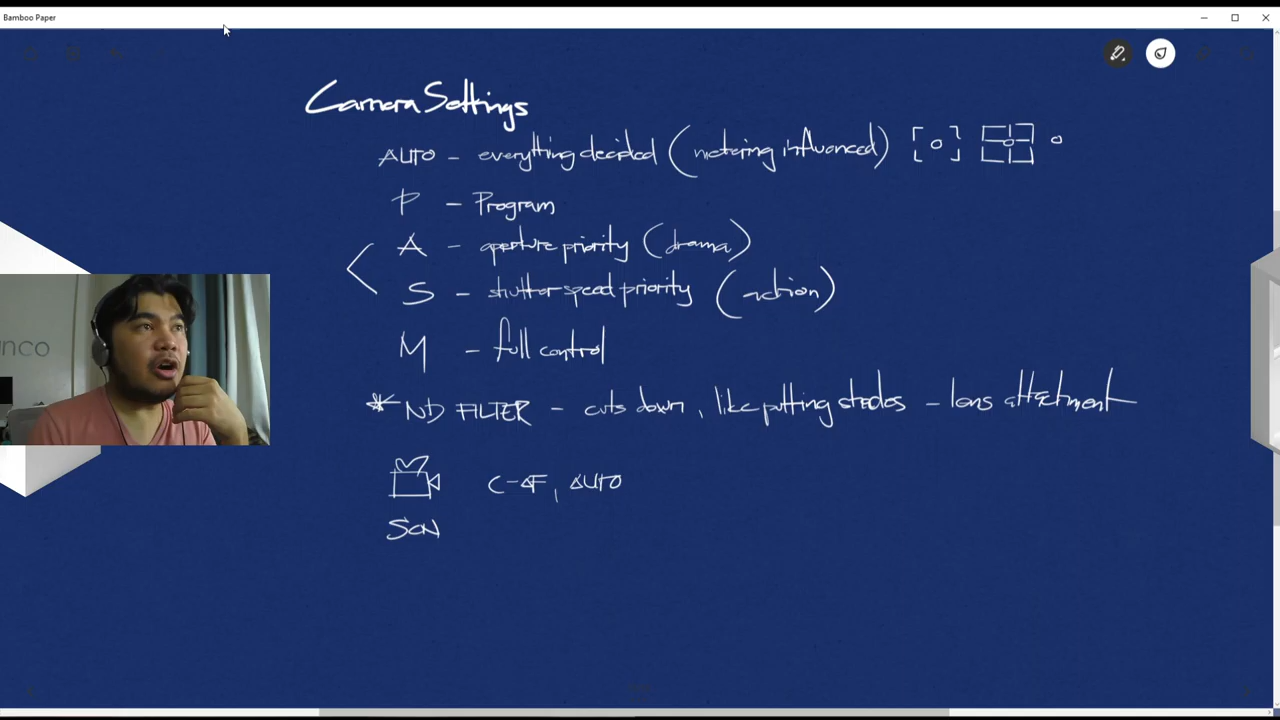 Bamboo Paper
Camera Settings
AUTO - everything decided (metering influenced)
P - Program
A - aperture priority (drama)
S - shutter speed priority (action)
M - full control
* ND FILTER - cuts down, like putting shades - lens attachment
C-AF, AUTO
SCN
nco